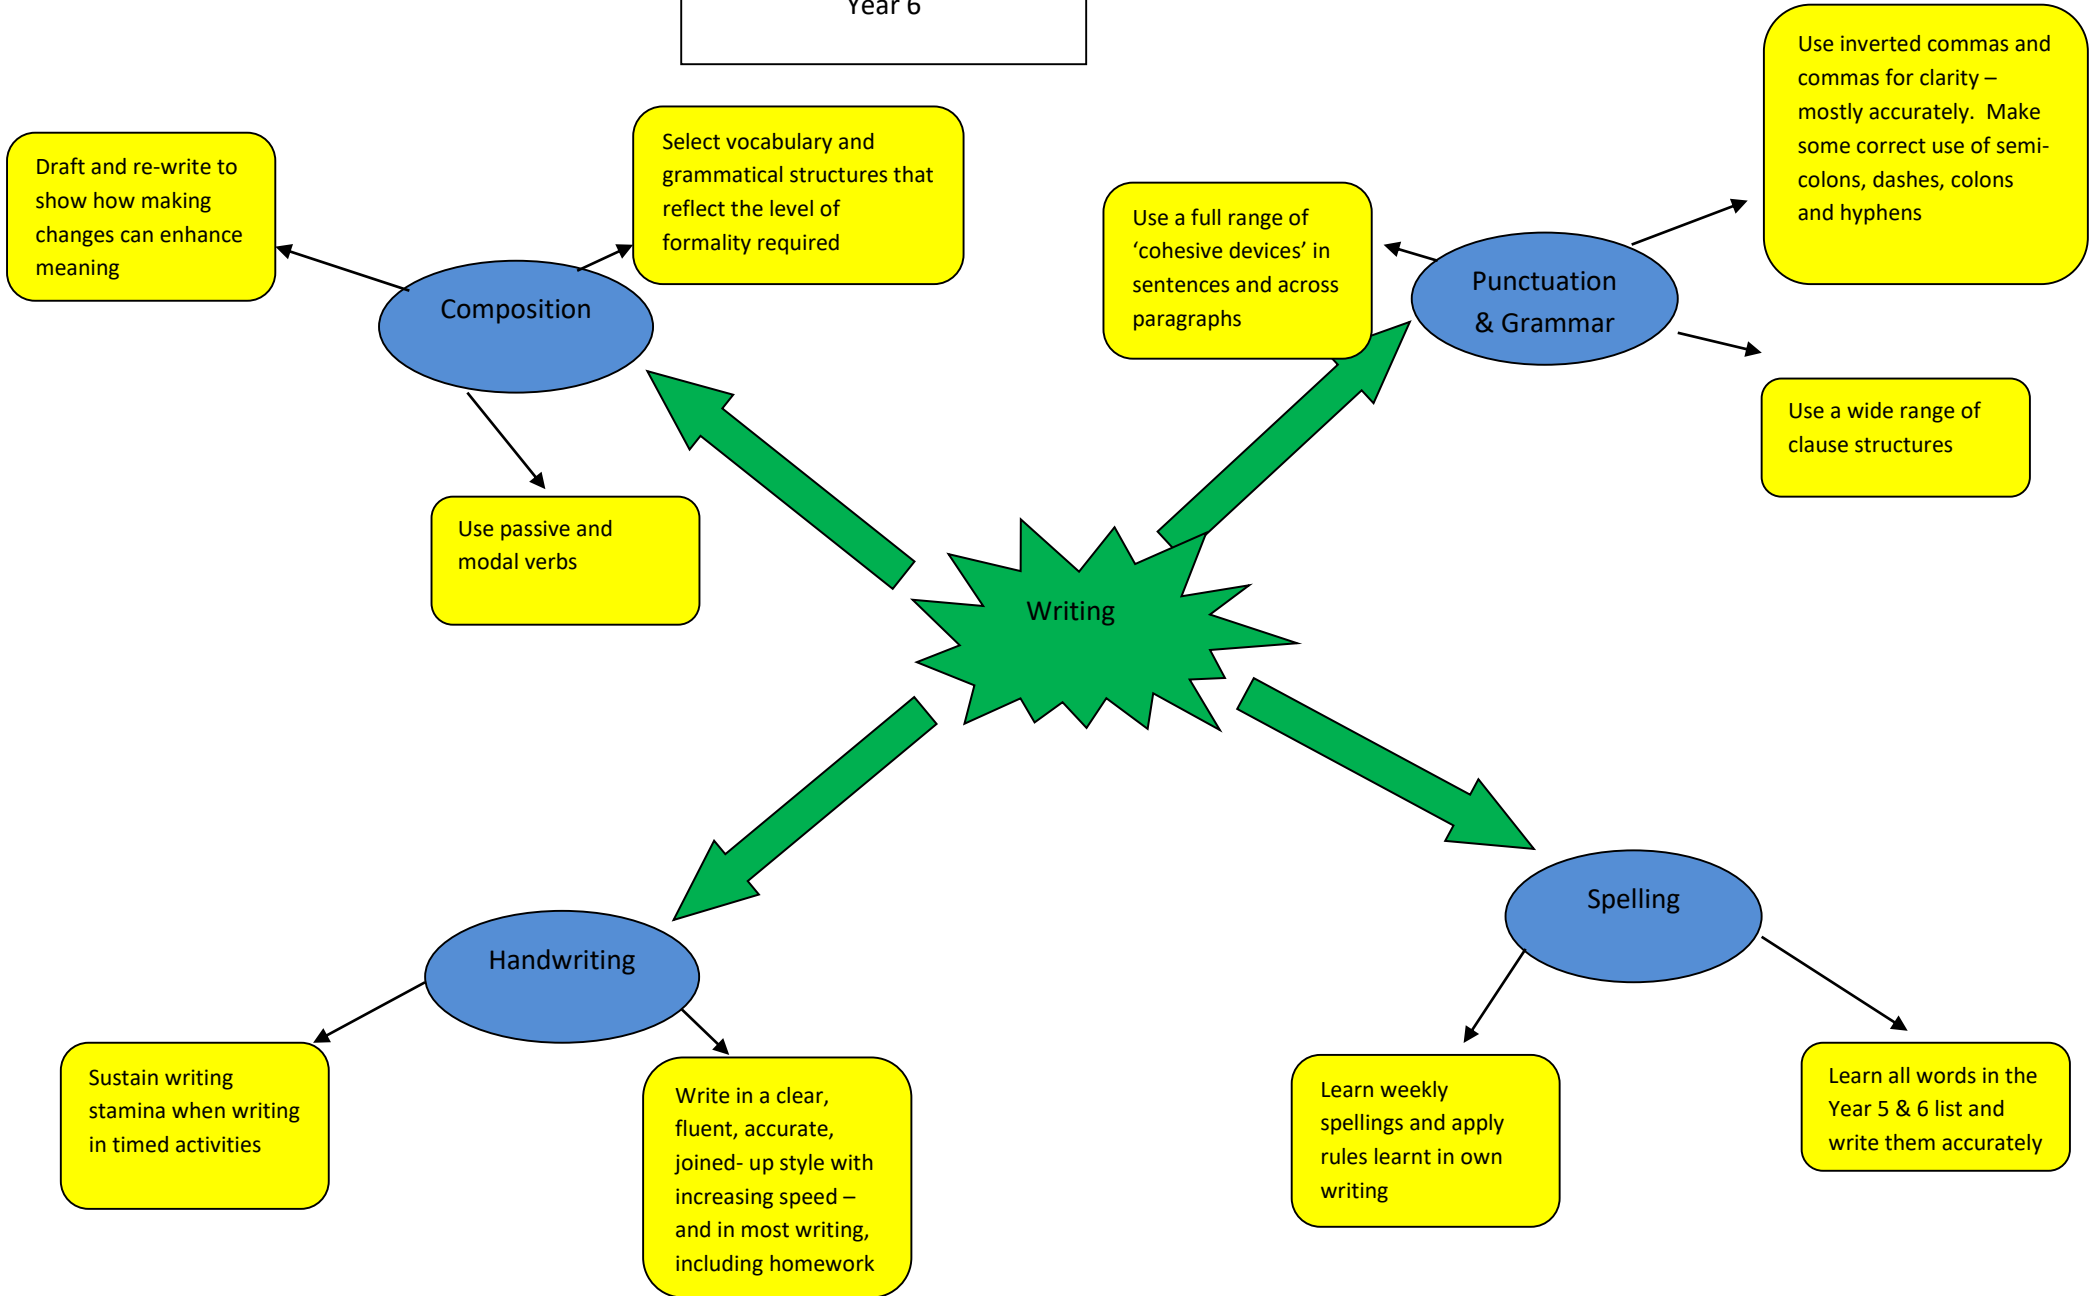 Year 6
Draft and re-write to
show how making
changes can enhance
meaning
Select vocabulary and
grammatical structures that
reflect the level of
formality required
Composition
Use passive and
modal verbs
Use a full range of
‘cohesive devices’ in
sentences and across
paragraphs
Punctuation
& Grammar
Use inverted commas and
commas for clarity –
mostly accurately.  Make
some correct use of semi-
colons, dashes, colons
and hyphens
Use a wide range of
clause structures
Writing
Handwriting
Sustain writing
stamina when writing
in timed activities
Write in a clear,
fluent, accurate,
joined- up style with
increasing speed –
and in most writing,
including homework
Spelling
Learn weekly
spellings and apply
rules learnt in own
writing
Learn all words in the
Year 5 & 6 list and
write them accurately